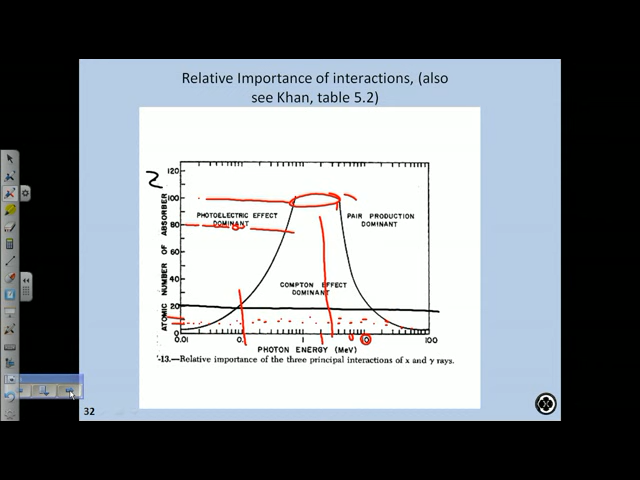 Relative Importance of interactions, (also
see Khan, table 5.2)
Z
120
100
80
60
40
20
0
ATOMIC NUMBER OF ABSORBER
PHOTOELECTRIC EFFECT
DOMINANT
PAIR PRODUCTION
DOMINANT
COMPTON EFFECT
DOMINANT
0.01
0.1
1
10
100
PHOTON ENERGY (MeV)
-13.—Relative importance of the three principal interactions of x and γ rays.
32